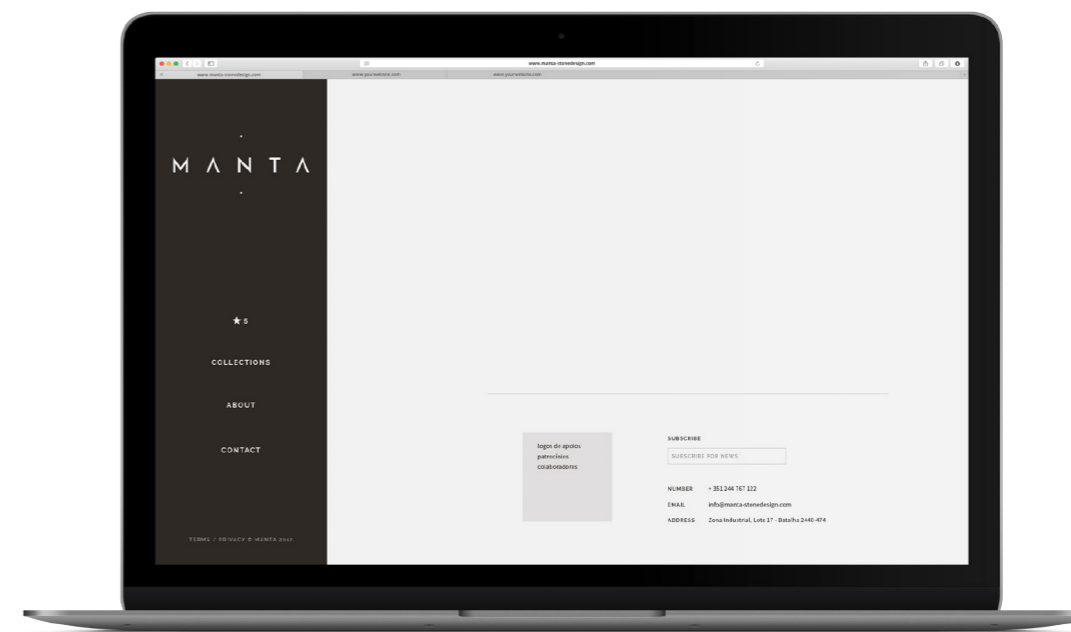 www.manta-stonedesign.com
www.manta-stonedesign.com
www.yourwebsite.com
www.yourwebsite.com
MANTA
★ 5
COLLECTIONS
ABOUT
CONTACT
TERMS / PRIVACY © MANTA 2017
logos de apoios
patrocínios
colaboradores
SUBSCRIBE
SUBSCRIBE FOR NEWS
NUMBER + 351 244 767 122
EMAIL info@manta-stonedesign.com
ADDRESS Zona Industrial, Lote 17 - Batalha 2440-474